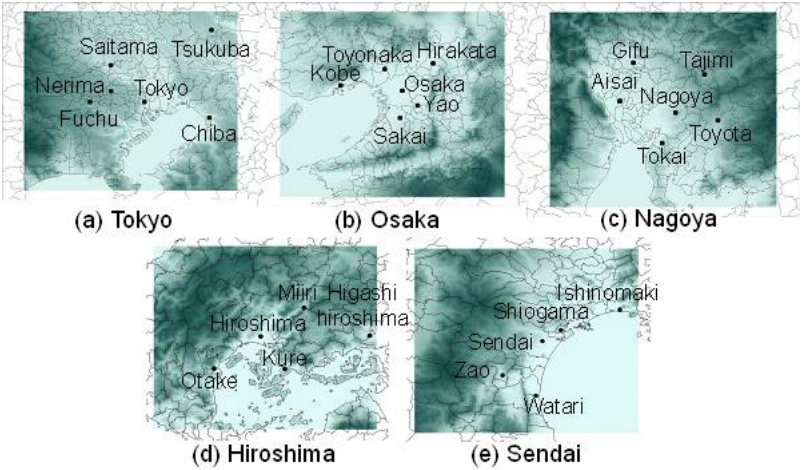 Saitama
Tsukuba
Nerima
Tokyo
Fuchu
Chiba
(a) Tokyo
Toyonaka
Hirakata
Kobe
Osaka
Yao
Sakai
(b) Osaka
Gifu
Tajimi
Aisai
Nagoya
Toyota
Tokai
(c) Nagoya
Miiri
Higashi
hiroshima
Hiroshima
Kure
Otake
(d) Hiroshima
Ishinomaki
Shiogama
Sendai
Zao
Watari
(e) Sendai